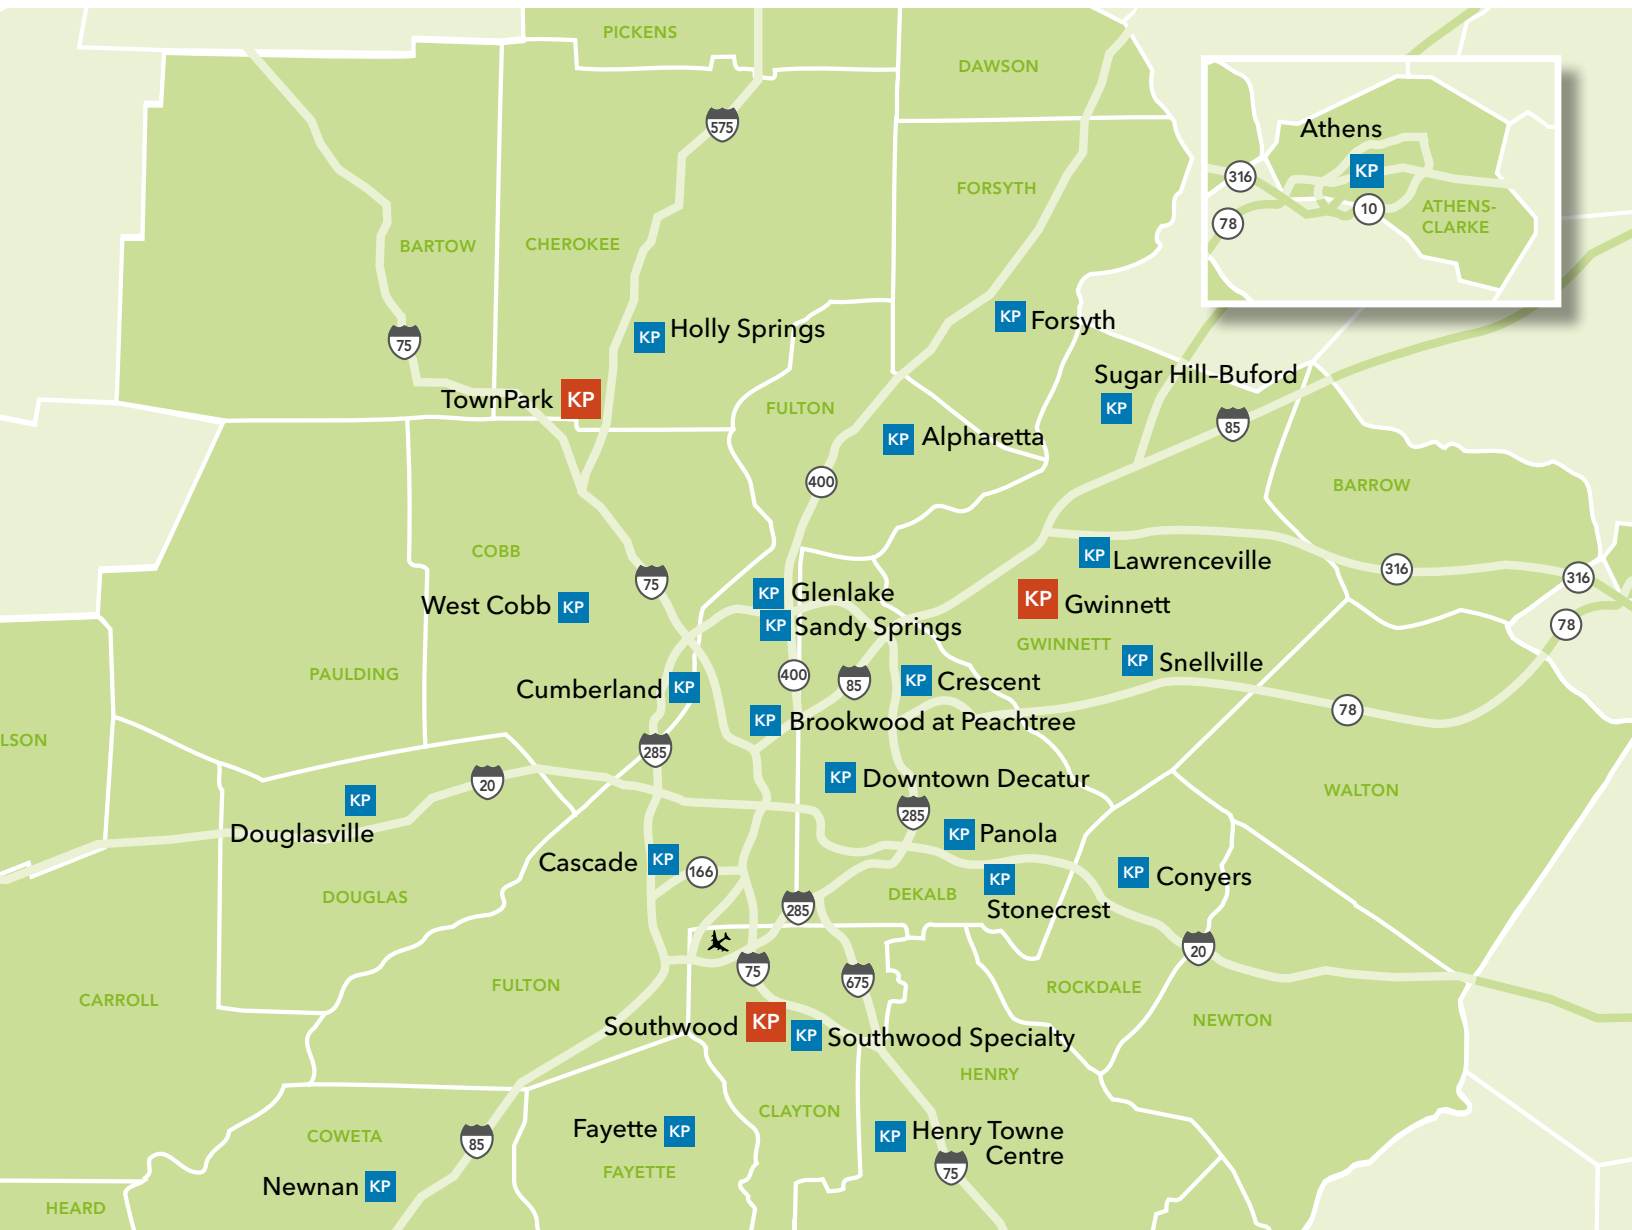 PICKENS
DAWSON
575
Athens
KP
316
10
78
ATHENS-
CLARKE
FORSYTH
BARTOW
CHEROKEE
KP Forsyth
KP Holly Springs
75
Sugar Hill–Buford
KP
TownPark KP
FULTON
85
KP Alpharetta
400
BARROW
COBB
KP Lawrenceville
316
316
75
KP Glenlake
KP Gwinnett
West Cobb KP
KP Sandy Springs
78
GWINNETT
KP Snellville
PAULDING
400
85
KP Crescent
Cumberland KP
78
KP Brookwood at Peachtree
LSON
285
20
KP Downtown Decatur
WALTON
KP
Douglasville
285
KP Panola
Cascade KP
166
KP Conyers
KP
Stonecrest
DOUGLAS
DEKALB
285
20
75
675
FULTON
ROCKDALE
CARROLL
NEWTON
Southwood KP
KP Southwood Specialty
HENRY
CLAYTON
Fayette KP
KP Henry Towne
Centre
COWETA
85
75
FAYETTE
Newnan KP
HEARD